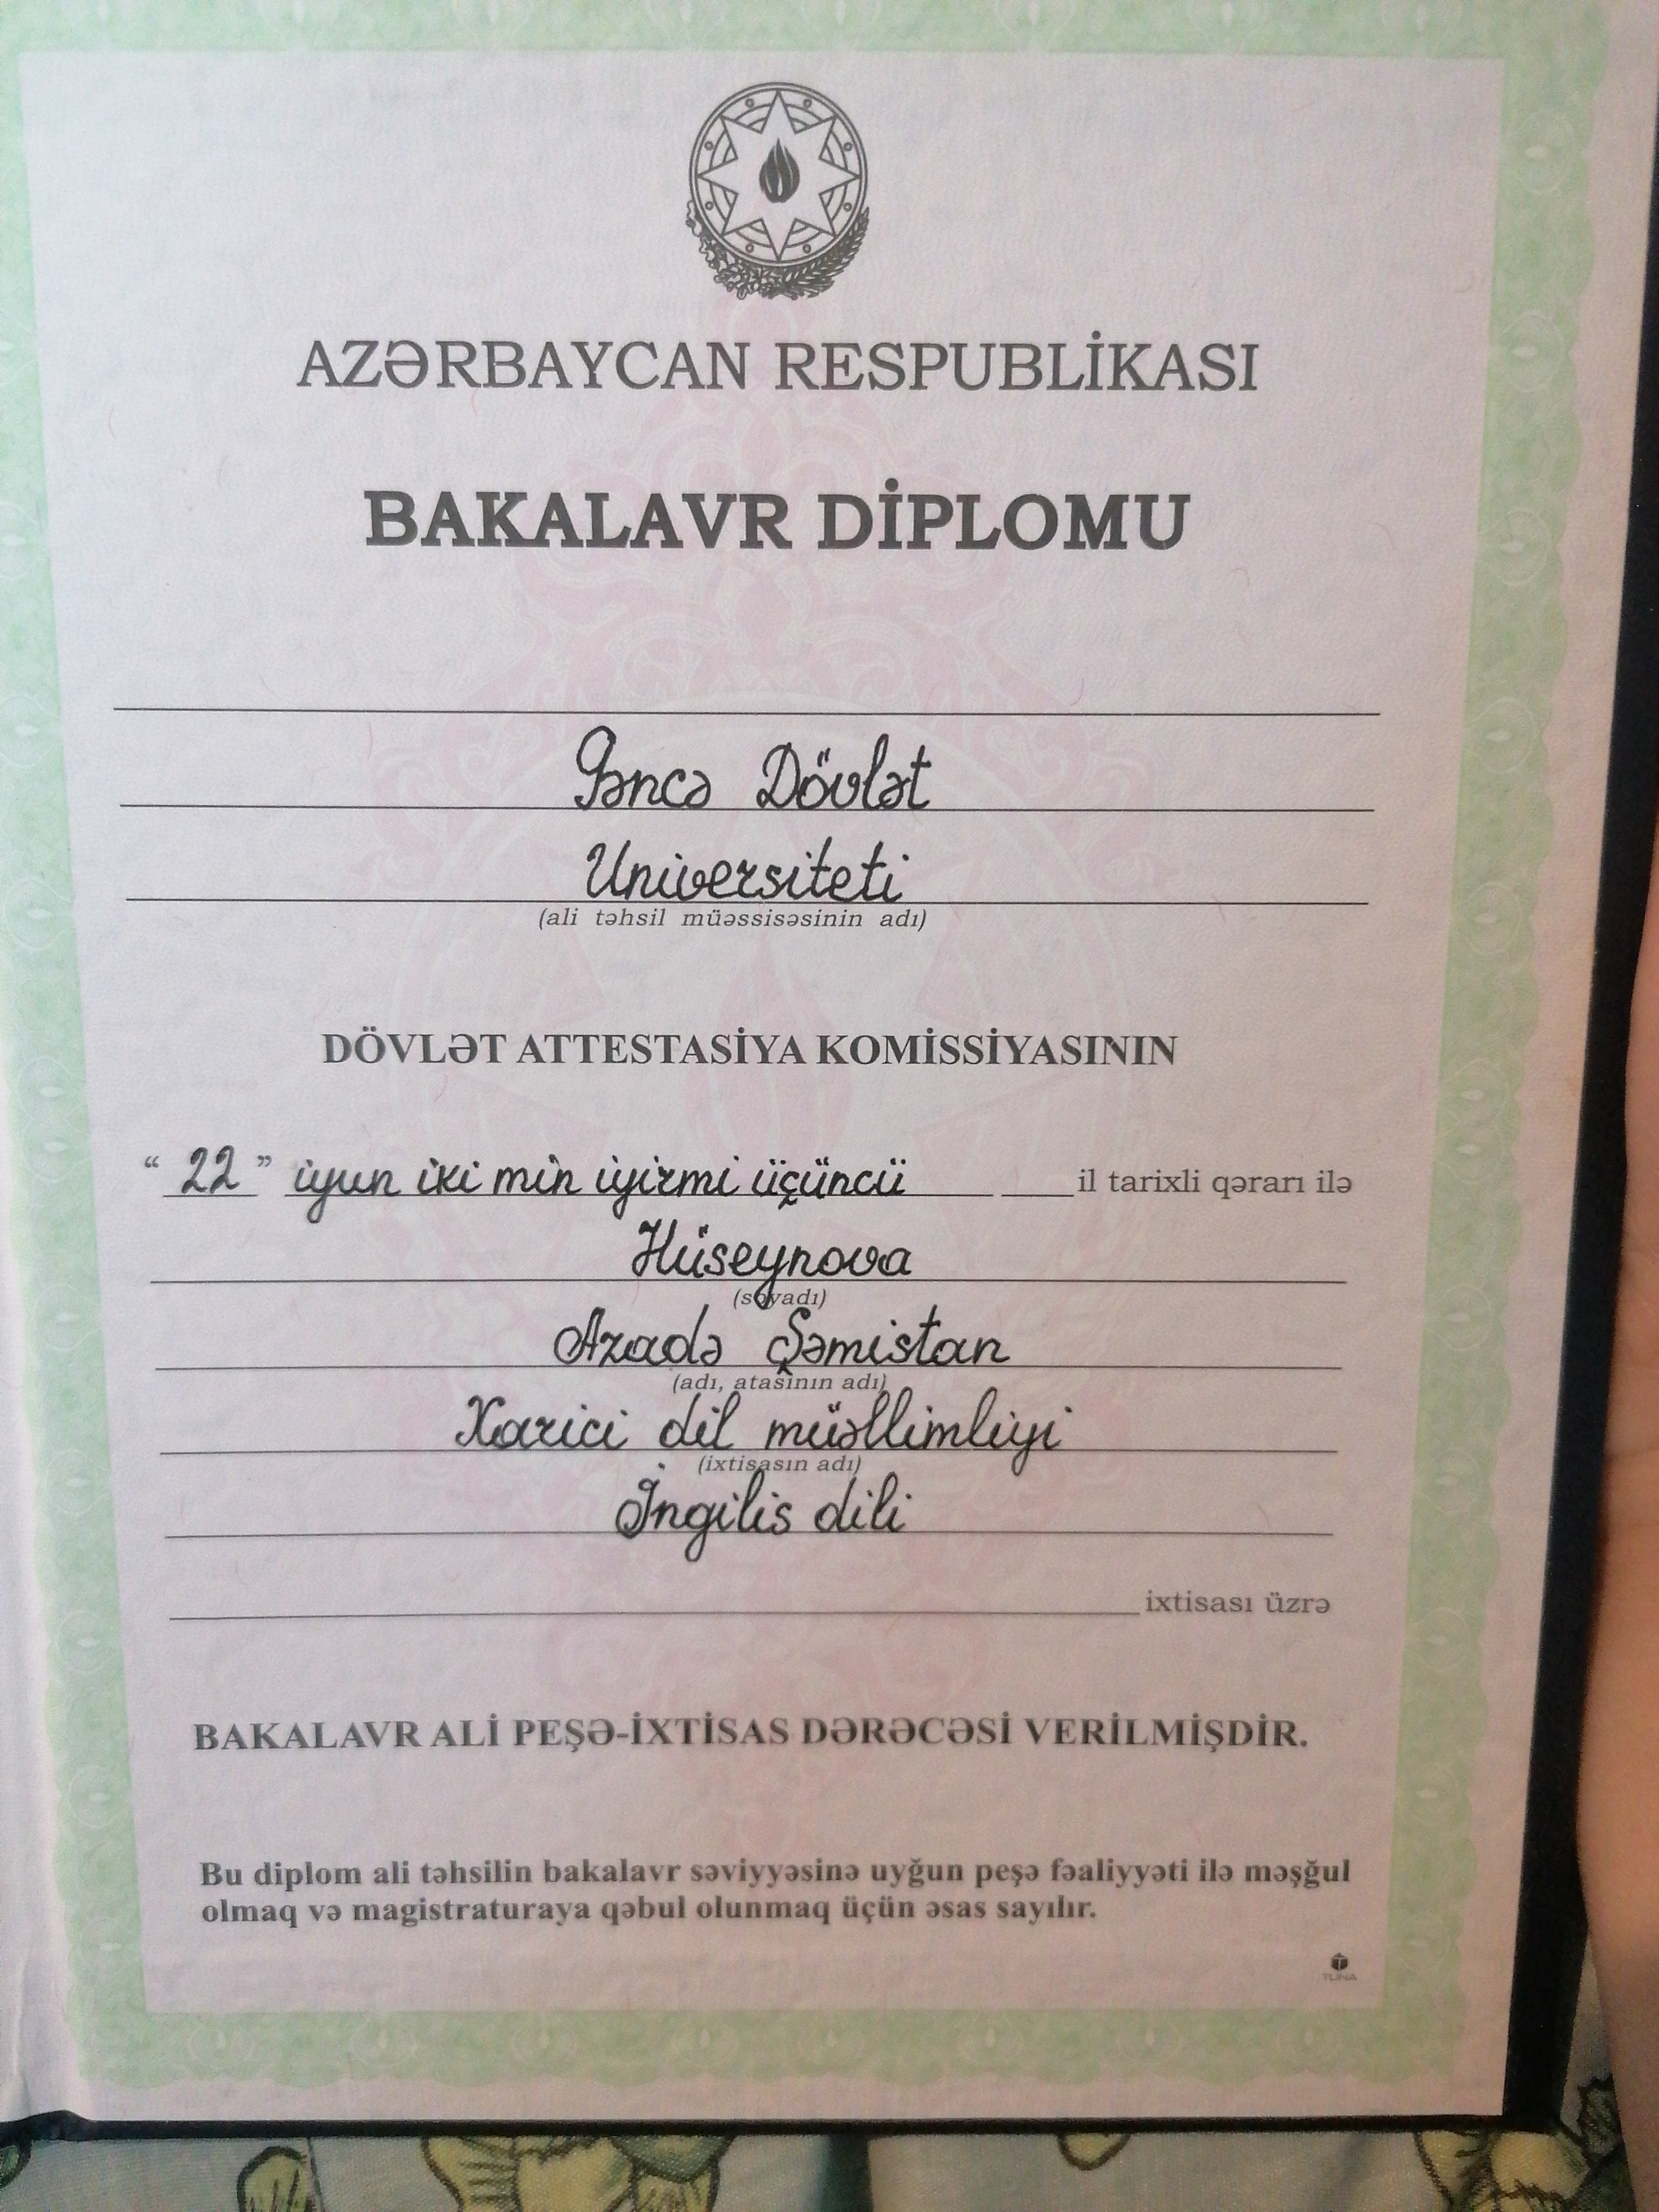 AZƏRBAYCAN RESPUBLİKASI
BAKALAVR DİPLOMU
Gəncə Dövlət
Universiteti
(ali təhsil müəssisəsinin adı)
DÖVLƏT ATTESTASİYA KOMİSSİYASININ
“ 22 ” iyun iki min iyirmi üçüncü il tarixli qərarı ilə
Hüseynova
(soyadı)
Azadə Şəmistan
(adı, atasının adı)
Xarici dil müəllimliyi
(ixtisasın adı)
İngilis dili
ixtisası üzrə
BAKALAVR ALİ PEŞƏ-İXTİSAS DƏRƏCƏSİ VERİLMİŞDİR.
Bu diplom ali təhsilin bakalavr səviyyəsinə uyğun peşə fəaliyyəti ilə məşğul
olmaq və magistraturaya qəbul olunmaq üçün əsas sayılır.